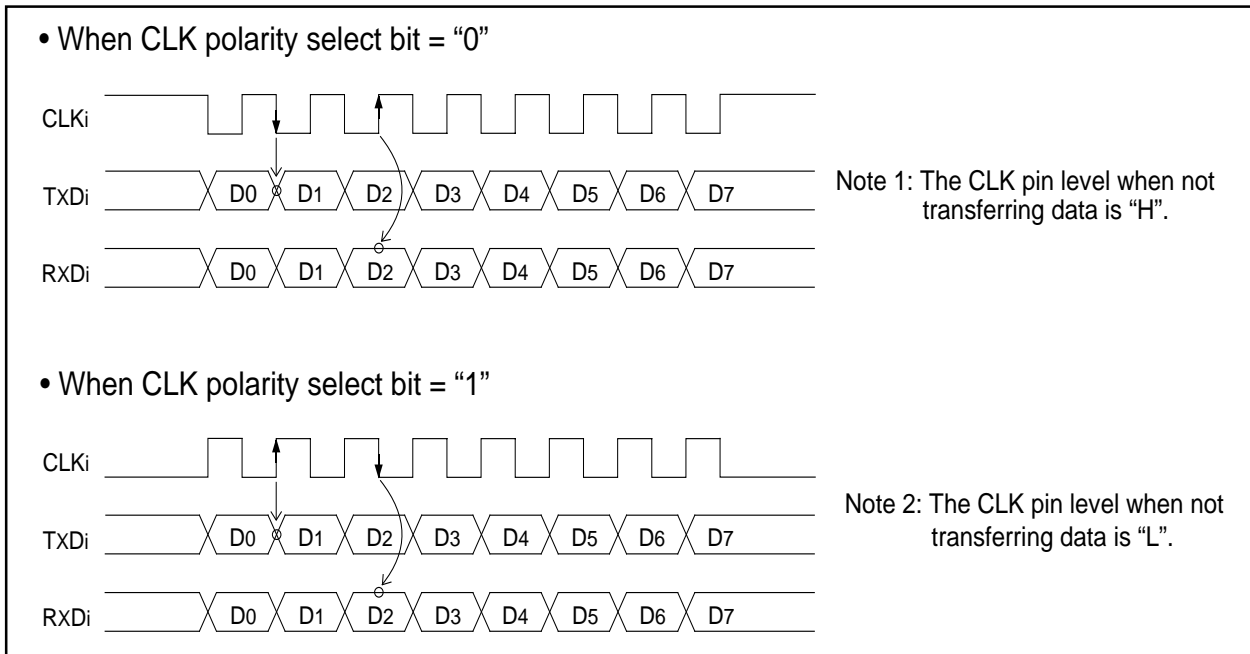 • When CLK polarity select bit = “0”
CLKi
TXDi D0 D1 D2 D3 D4 D5 D6 D7
RXDi D0 D1 D2 D3 D4 D5 D6 D7
Note 1: The CLK pin level when not
transferring data is “H”.
• When CLK polarity select bit = “1”
CLKi
TXDi D0 D1 D2 D3 D4 D5 D6 D7
RXDi D0 D1 D2 D3 D4 D5 D6 D7
Note 2: The CLK pin level when not
transferring data is “L”.